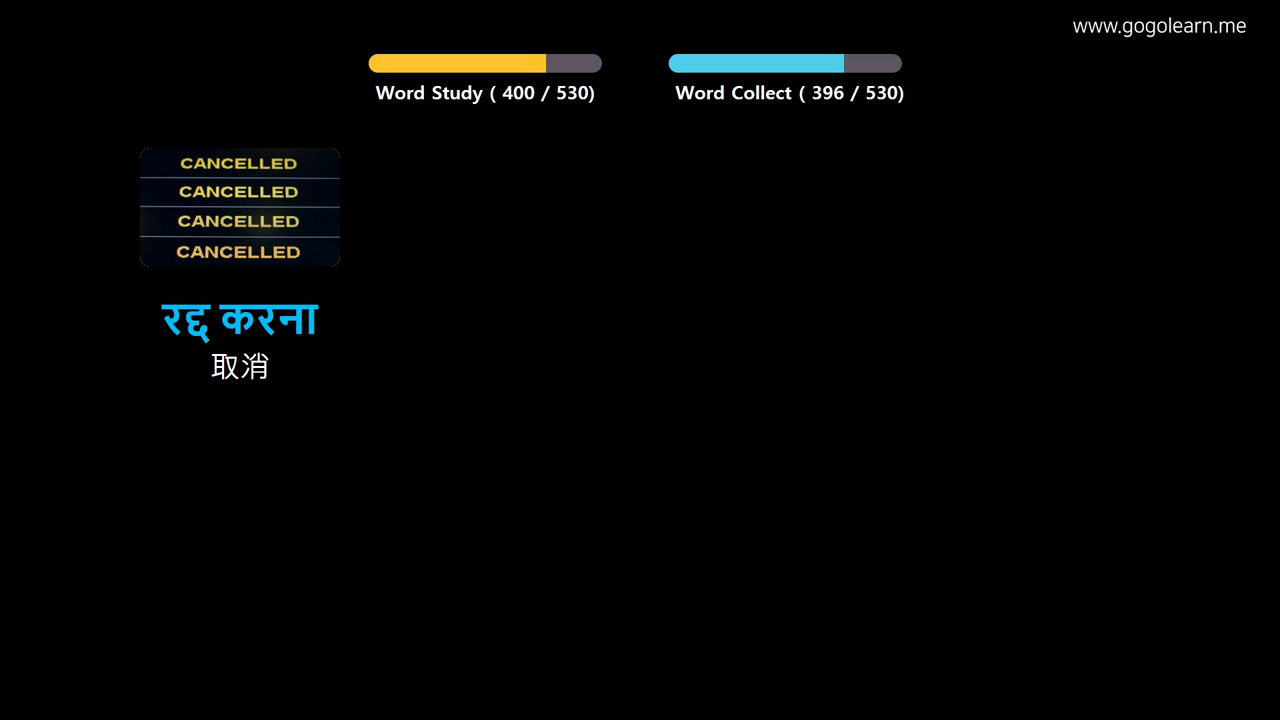 www.gogolearn.me
Word Study ( 400 / 530)
Word Collect ( 396 / 530)
CANCELLED
CANCELLED
CANCELLED
CANCELLED
रद्द करना
取消